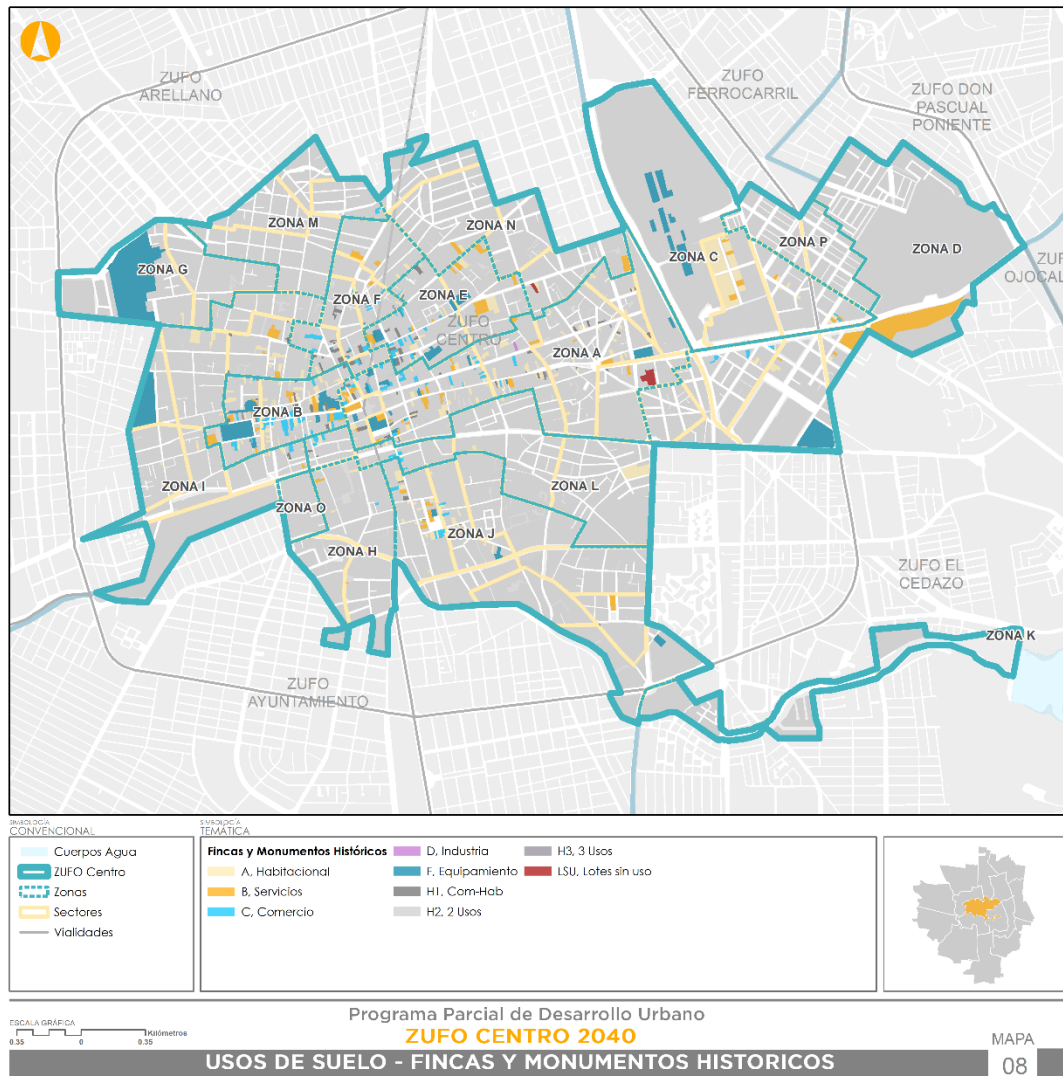 ZUFO
ARELLANO
ZUFO
FERROCARRIL
ZUFO DON
PASCUAL
PONIENTE
ZONA M
ZONA N
ZONA P
ZONA D
ZONA C
ZONA G
ZUFO
OJOCAL
ZONA F
ZONA E
ZUFO
CENTRO
ZONA A
ZONA B
ZONA I
ZONA L
ZONA O
ZONA J
ZONA H
ZUFO EL
CEDAZO
ZONA K
ZUFO
AYUNTAMIENTO
SIMBOLOGÍA
CONVENCIONAL
Cuerpos Agua
ZUFO Centro
Zonas
Sectores
Vialidades
SIMBOLOGÍA
TEMÁTICA
Fincas y Monumentos Históricos
A, Habitacional
B, Servicios
C, Comercio
D, Industria
F, Equipamiento
H1, Com-Hab
H2, 2 Usos
H3, 3 Usos
LSU, Lotes sin uso
ESCALA GRÁFICA
Kilómetros
0.35 0 0.35
Programa Parcial de Desarrollo Urbano
ZUFO CENTRO 2040
USOS DE SUELO - FINCAS Y MONUMENTOS HISTORICOS
MAPA
08